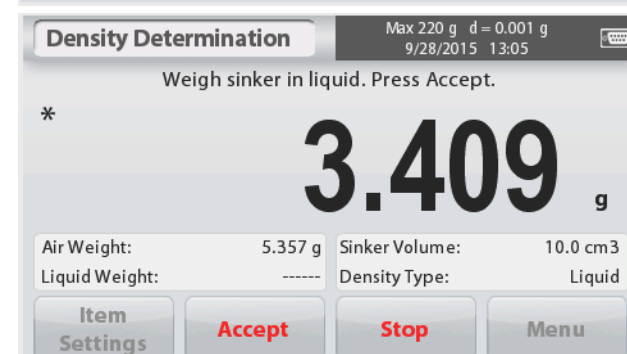 Density Determination
Max 220 g d = 0.001 g
9/28/2015 13:05
Weigh sinker in liquid. Press Accept.
*
3.409 g
Air Weight: 5.357 g Sinker Volume: 10.0 cm3
Liquid Weight: ------ Density Type: Liquid
Item
Settings
Accept
Stop
Menu